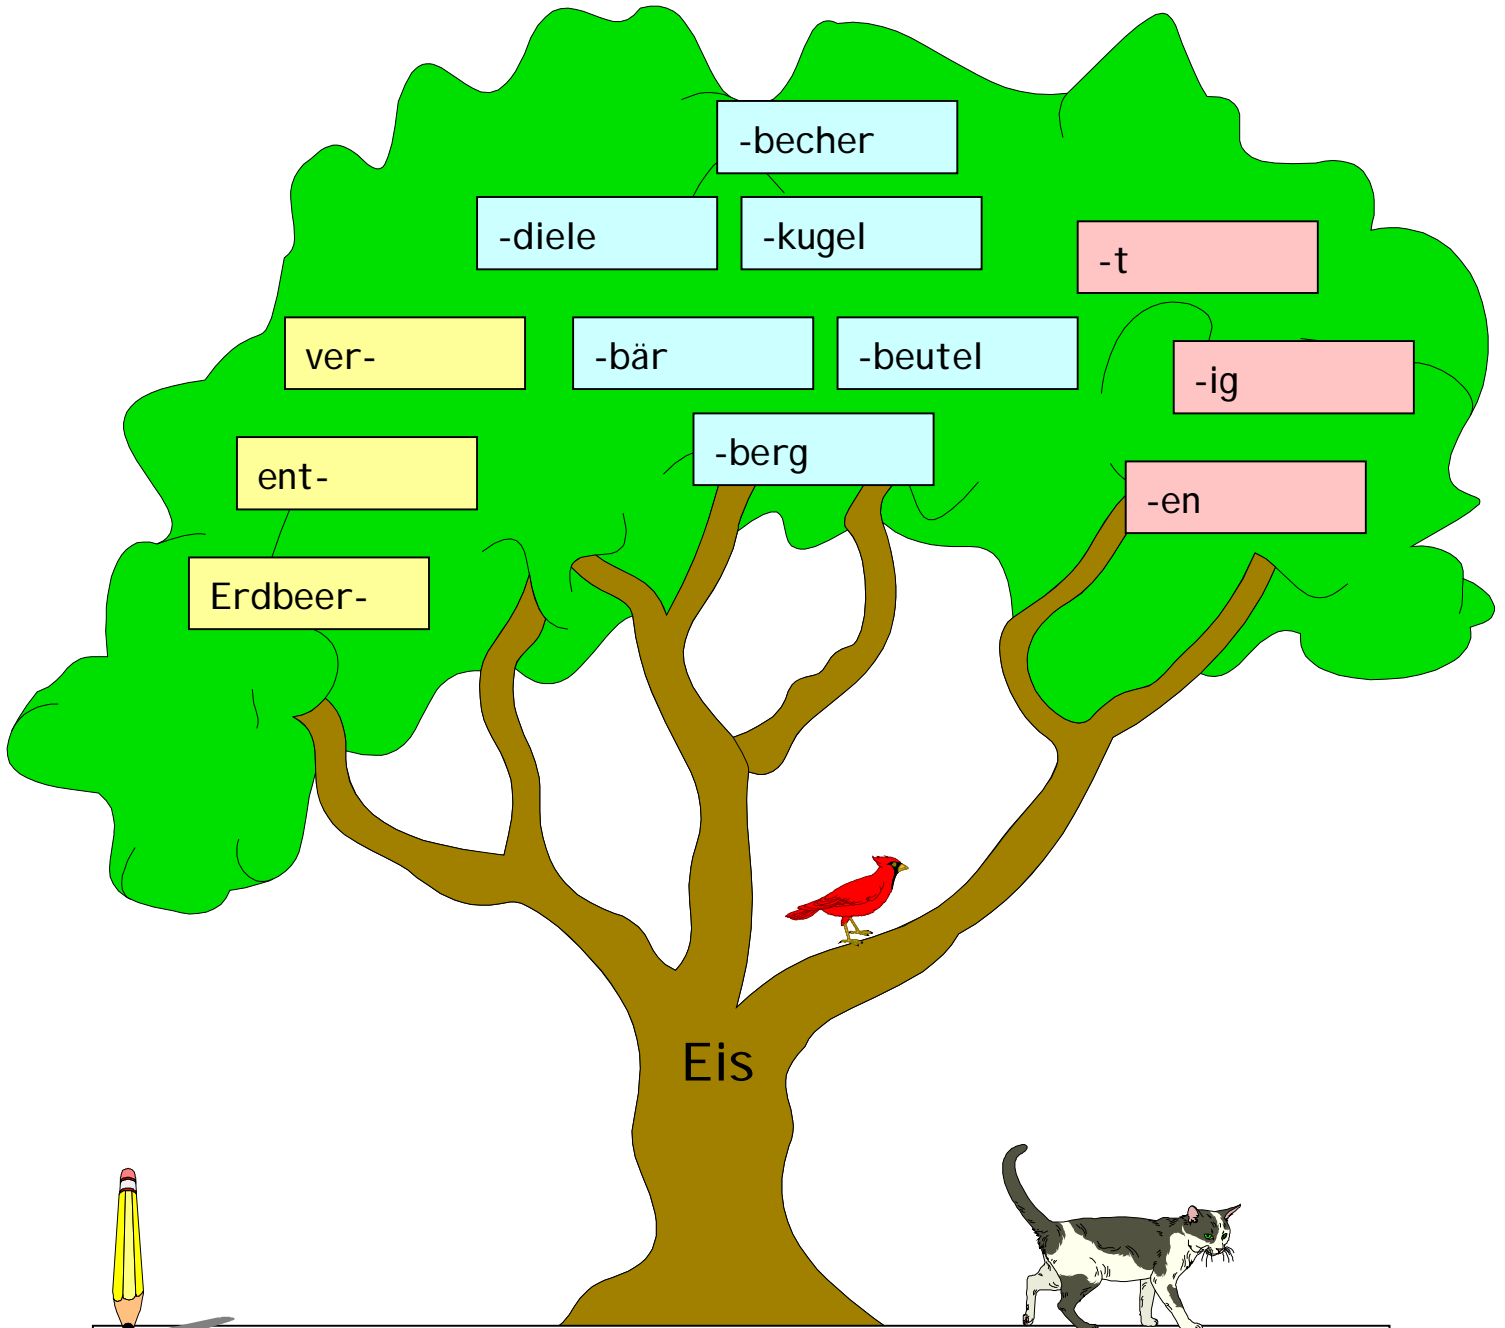 -becher
-diele
-kugel
-t
ver-
-bär
-beutel
-ig
-berg
ent-
-en
Erdbeer-
Eis